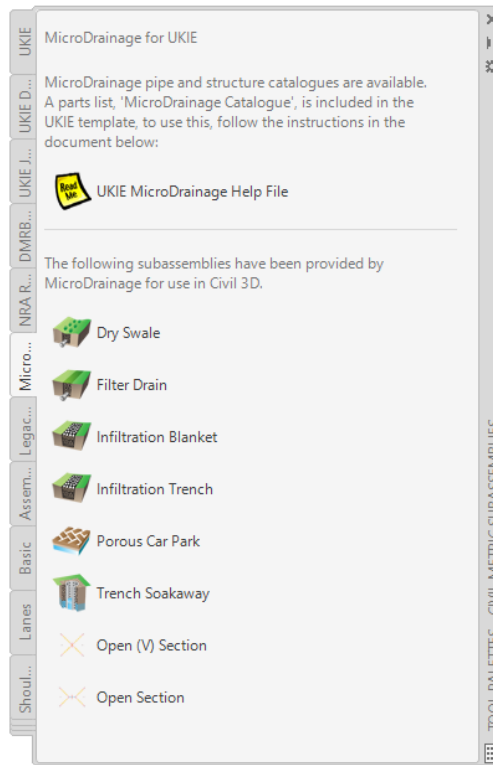 UKIE
UKIE D...
UKIE J...
DMRB...
NRA R...
Micro...
Legac...
Assem...
Basic
Lanes
Shoul...
MicroDrainage for UKIE
MicroDrainage pipe and structure catalogues are available.
A parts list, 'MicroDrainage Catalogue', is included in the
UKIE template, to use this, follow the instructions in the
document below:
Read
Me
UKIE MicroDrainage Help File
The following subassemblies have been provided by
MicroDrainage for use in Civil 3D.
Dry Swale
Filter Drain
Infiltration Blanket
Infiltration Trench
Porous Car Park
Trench Soakaway
Open (V) Section
Open Section
TOOL PALETTES - CIVIL METRIC SUBASSEMBLIES